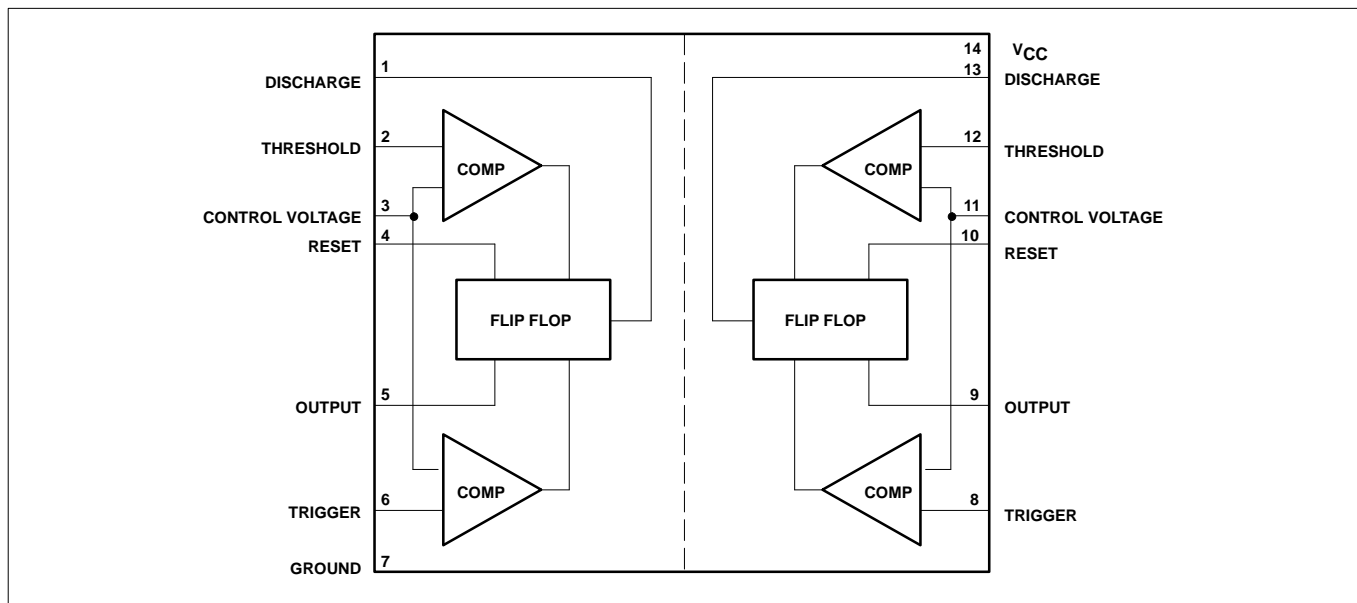 1
DISCHARGE
2
THRESHOLD
COMP
3
CONTROL VOLTAGE
4
RESET
FLIP FLOP
5
OUTPUT
COMP
6
TRIGGER
7
GROUND
14 VCC
13
DISCHARGE
12
THRESHOLD
COMP
11
CONTROL VOLTAGE
10
RESET
FLIP FLOP
9
OUTPUT
COMP
8
TRIGGER